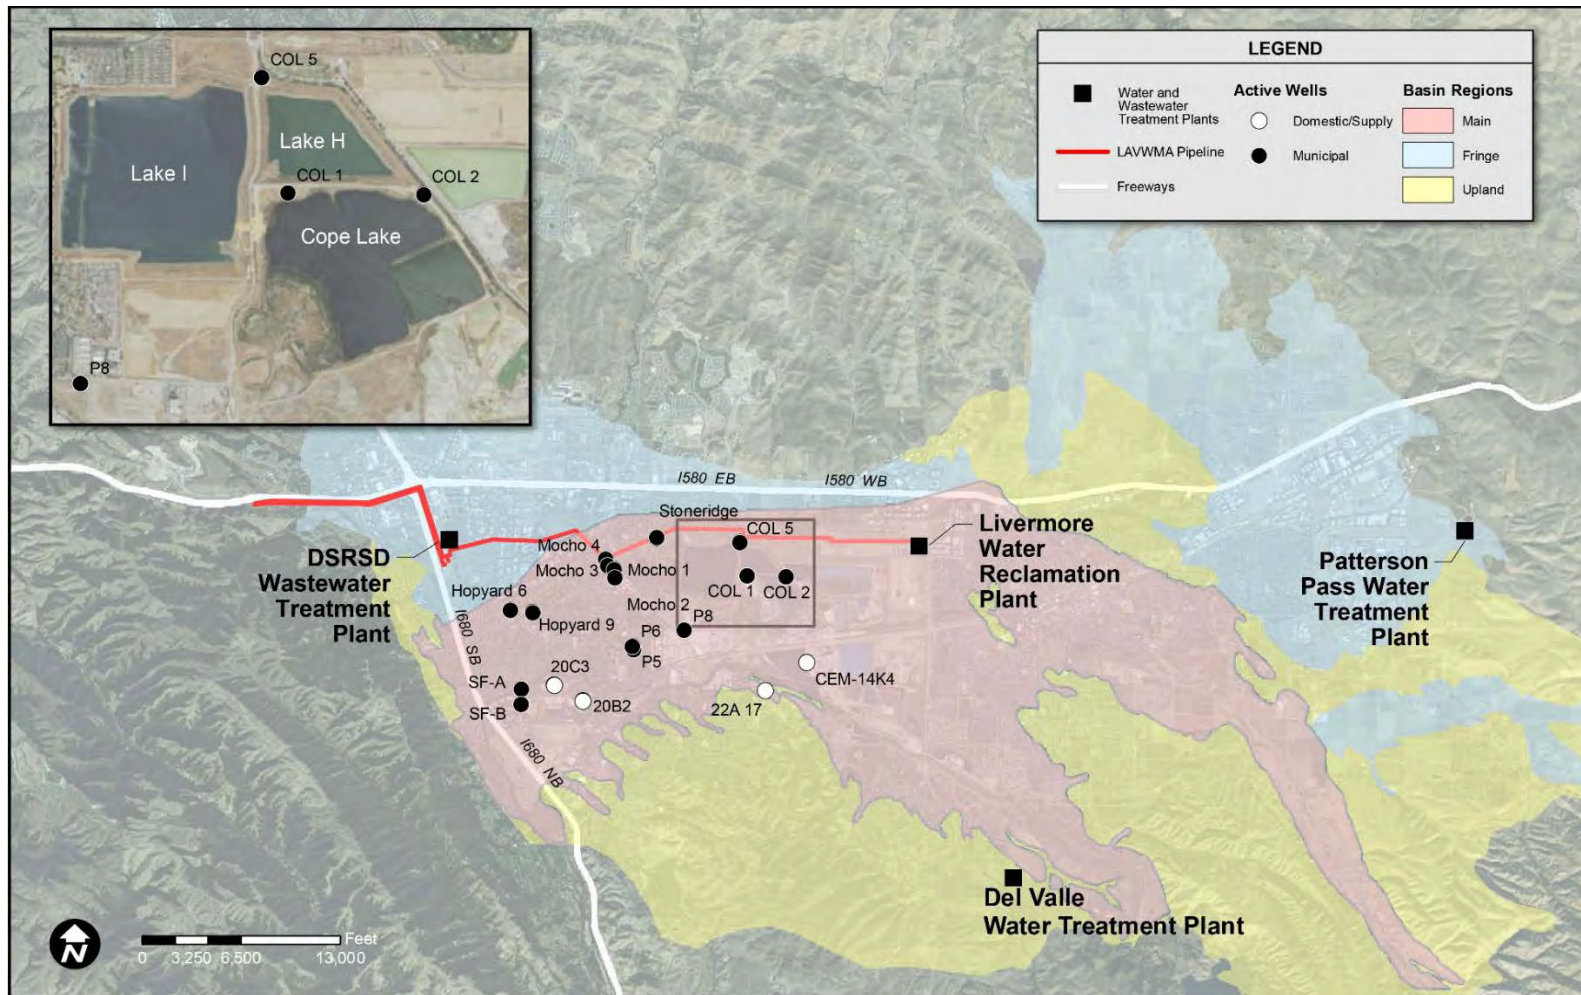 COL 5
Lake H
Lake I
COL 1
COL 2
Cope Lake
P8
LEGEND
Water and
Wastewater
Treatment Plants
LAVWMA Pipeline
Freeways
Active Wells
Domestic/Supply
Municipal
Basin Regions
Main
Fringe
Upland
I580 EB
I580 WB
Stoneridge
COL 5
Mocho 4
Mocho 3
Mocho 1
COL 1
COL 2
Mocho 2
Hopyard 6
Hopyard 9
P8
P6
P5
DSRSD
Wastewater
Treatment
Plant
Livermore
Water
Reclamation
Plant
Patterson
Pass Water
Treatment
Plant
I680 SB
20C3
SF-A
SF-B
20B2
22A 17
CEM-14K4
I680 NB
Del Valle
Water Treatment Plant
N
Feet
0 3,250 6,500 13,000